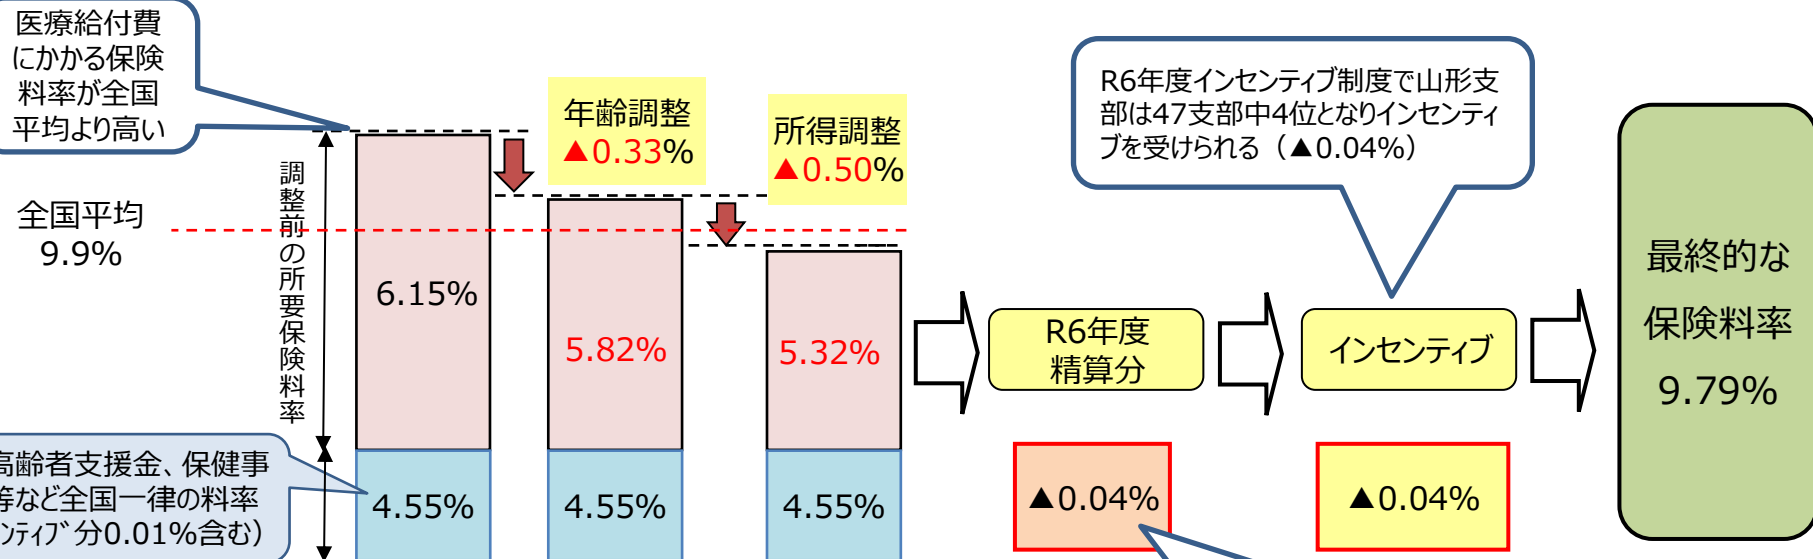 医療給付費
にかかる保険
料率が全国
平均より高い
全国平均
9.9%
調整前の所要保険料率
年齢調整
▲0.33%
所得調整
▲0.50%
6.15%
5.82%
5.32%
高齢者支援金、保健事
等など全国一律の料率
ンティブ分0.01%含む）
4.55%
4.55%
4.55%
R6年度インセンティブ制度で山形支
部は47支部中4位となりインセンティ
ブを受けられる（▲0.04%）
R6年度
精算分
▲0.04%
インセンティブ
▲0.04%
最終的な
保険料率
9.79%